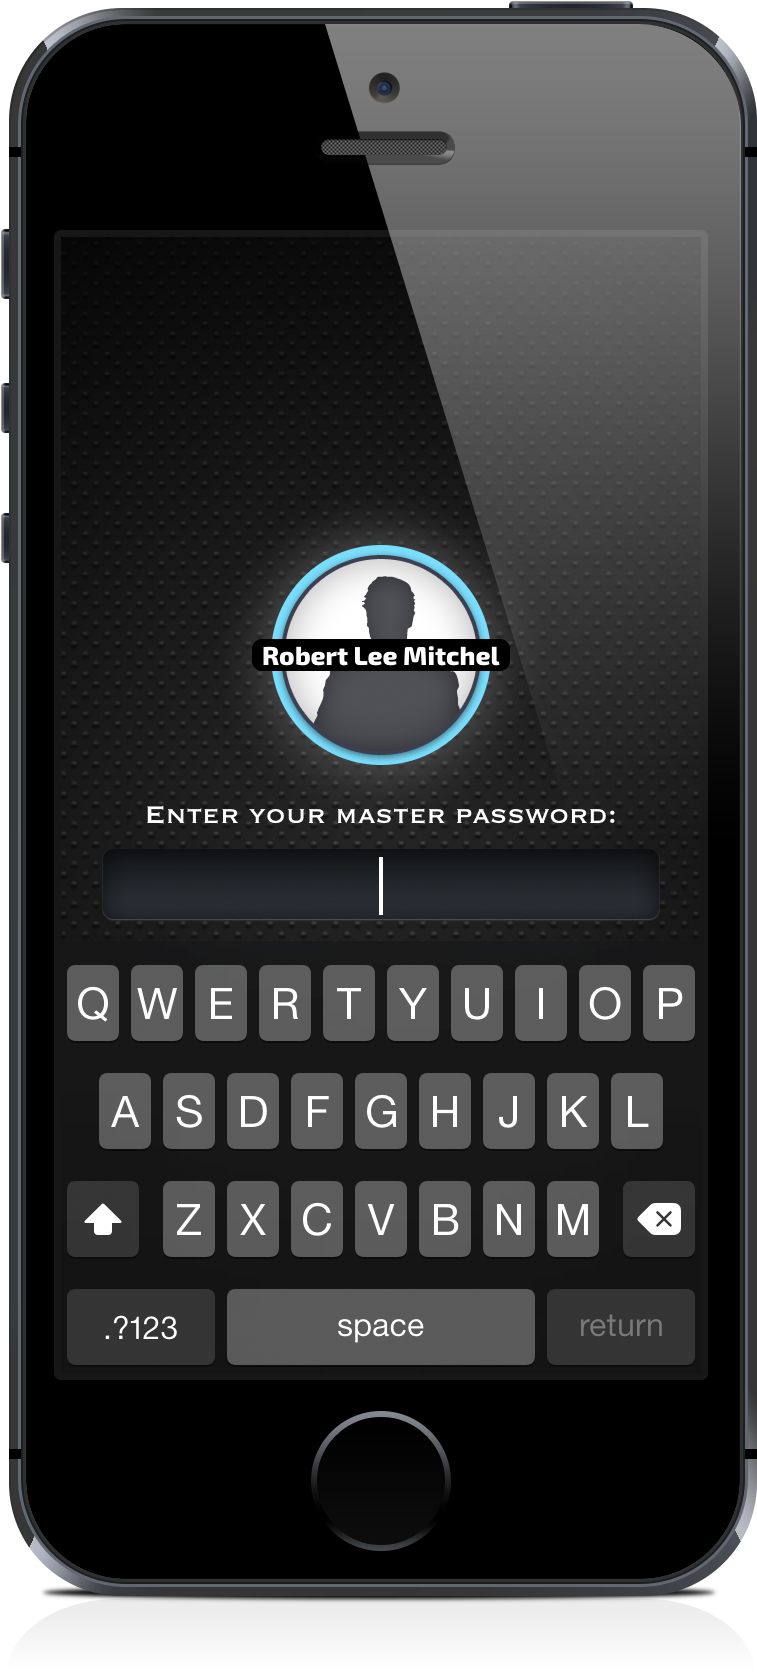 Robert Lee Mitchel
Enter your master password:
Q W E R T Y U I O P
A S D F G H J K L
Z X C V B N M
.?123 space return